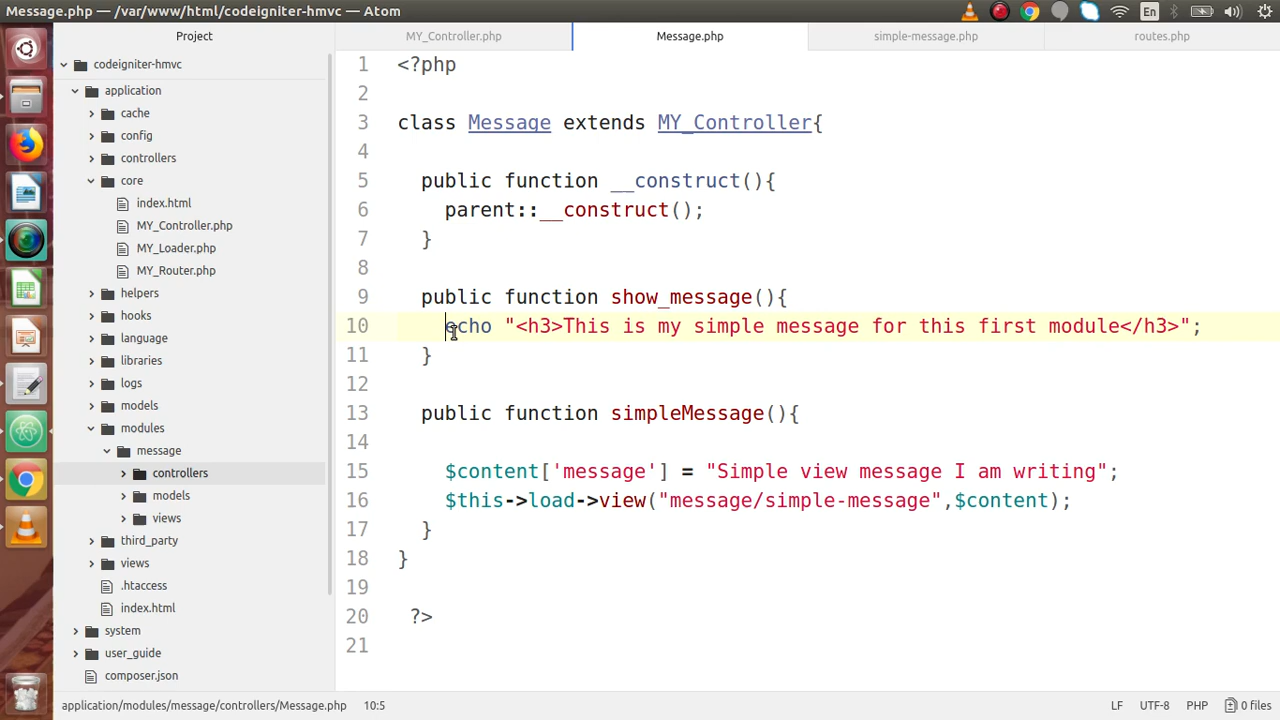 Message.php — /var/www/html/codeigniter-hmvc — Atom
En
Project
MY_Controller.php
Message.php
simple-message.php
routes.php
codeigniter-hmvc
application
cache
config
controllers
core
index.html
MY_Controller.php
MY_Loader.php
MY_Router.php
helpers
hooks
language
libraries
logs
models
modules
message
controllers
models
views
third_party
views
.htaccess
index.html
system
user_guide
composer.json
1 <?php
2
3 class Message extends MY_Controller{
4
5 public function __construct(){
6 parent::__construct();
7 }
8
9 public function show_message(){
10 echo "<h3>This is my simple message for this first module</h3>";
11 }
12
13 public function simpleMessage(){
14
15 $content['message'] = "Simple view message I am writing";
16 $this->load->view("message/simple-message",$content);
17 }
18 }
19
20 ?>
21
application/modules/message/controllers/Message.php 10:5
LF UTF-8 PHP 0 files